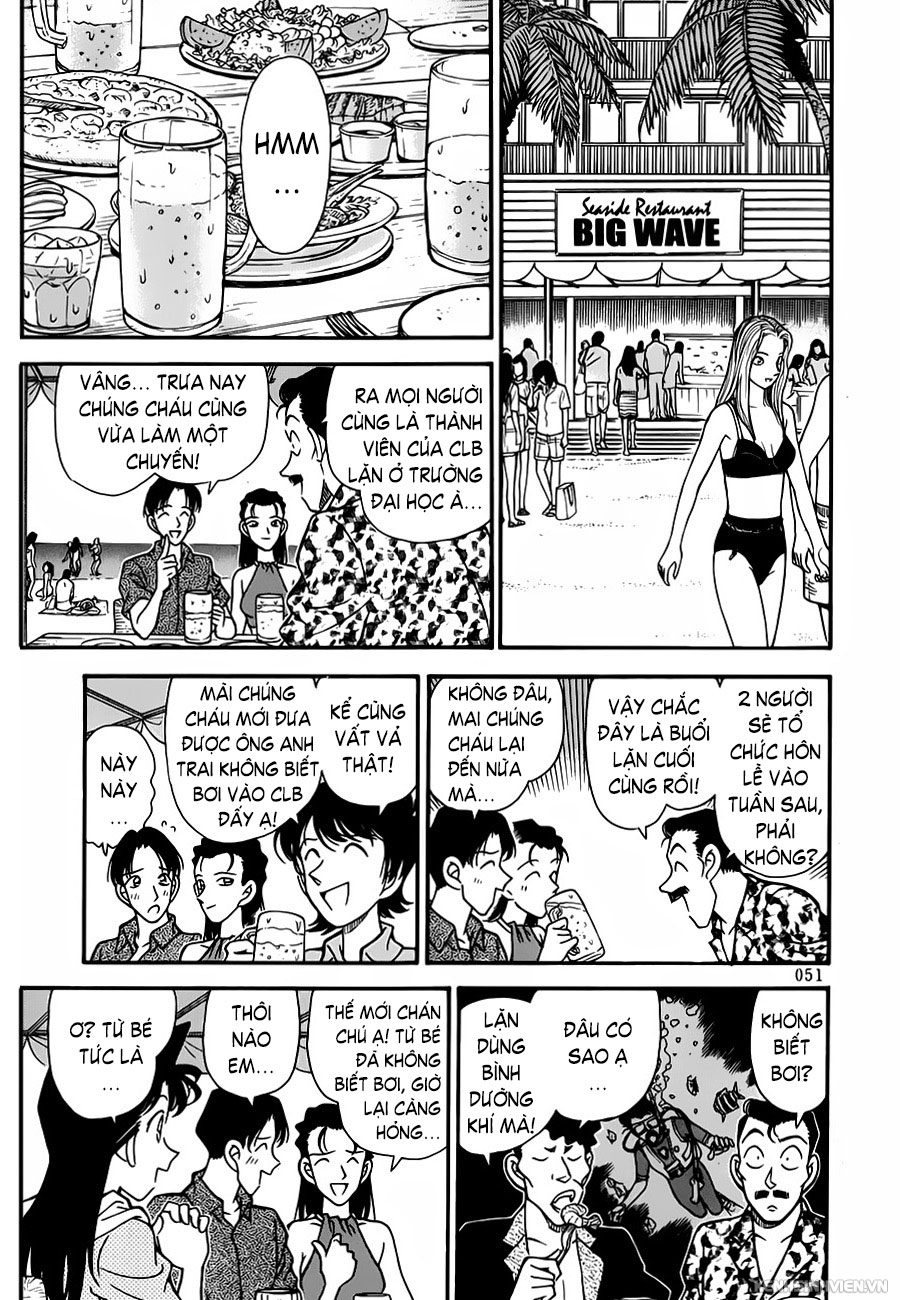 Seaside Restaurant
BIG WAVE
HMM
...
RA MỌI NGƯỜI
CÙNG LÀ THÀNH
VIÊN CỦA CLB
LẶN Ở TRƯỜNG
ĐẠI HỌC À...
VÂNG... TRƯA NAY
CHÚNG CHÁU CŨNG
VỪA LÀM MỘT
CHUYẾN!
2 NGƯỜI
SẼ TỔ
CHỨC HÔN
LỄ VÀO
TUẦN SAU,
PHẢI
KHÔNG?
VẬY CHẮC
ĐÂY LÀ BUỔI
LẶN CUỐI
CÙNG RỒI!
KHÔNG ĐÂU,
MAI CHÚNG
CHÁU LẠI
ĐẾN NỮA
MÀ...
KỂ CŨNG
VẤT VẢ
THẬT!
MÃI CHÚNG
CHÁU MỚI ĐƯA
ĐƯỢC ÔNG ANH
TRAI KHÔNG BIẾT
BƠI VÀO CLB
ĐẤY Ạ!
NÀY
NÀY...
051
KHÔNG
BIẾT
BƠI?
ĐÂU CÓ
SAO Ạ
...
LẶN
DÙNG
BÌNH
DƯỠNG
KHÍ MÀ!
THẾ MỚI CHÁN
CHÚ Ạ! TỪ BÉ
ĐÃ KHÔNG
BIẾT BƠI, GIỜ
LẠI CÀNG
HỎNG...
THÔI
NÀO
EM...
Ơ? TỪ BÉ
TỨC LÀ
...